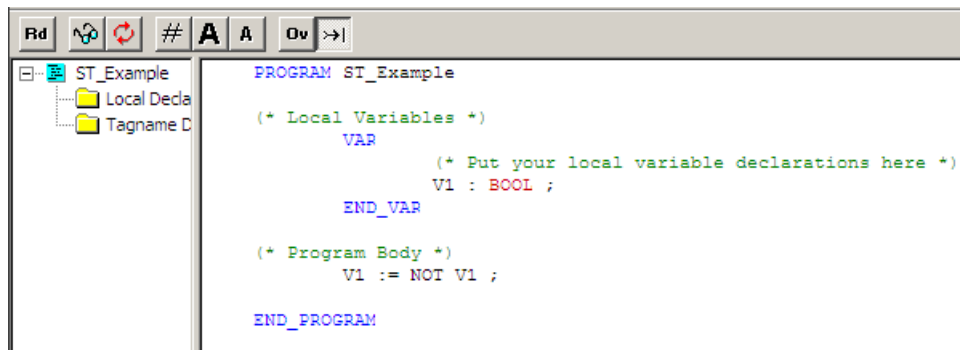 Rd # A A Ov
ST_Example
Local Decla
Tagname D
PROGRAM ST_Example
(* Local Variables *)
VAR
(* Put your local variable declarations here *)
V1 : BOOL ;
END_VAR
(* Program Body *)
V1 := NOT V1 ;
END_PROGRAM